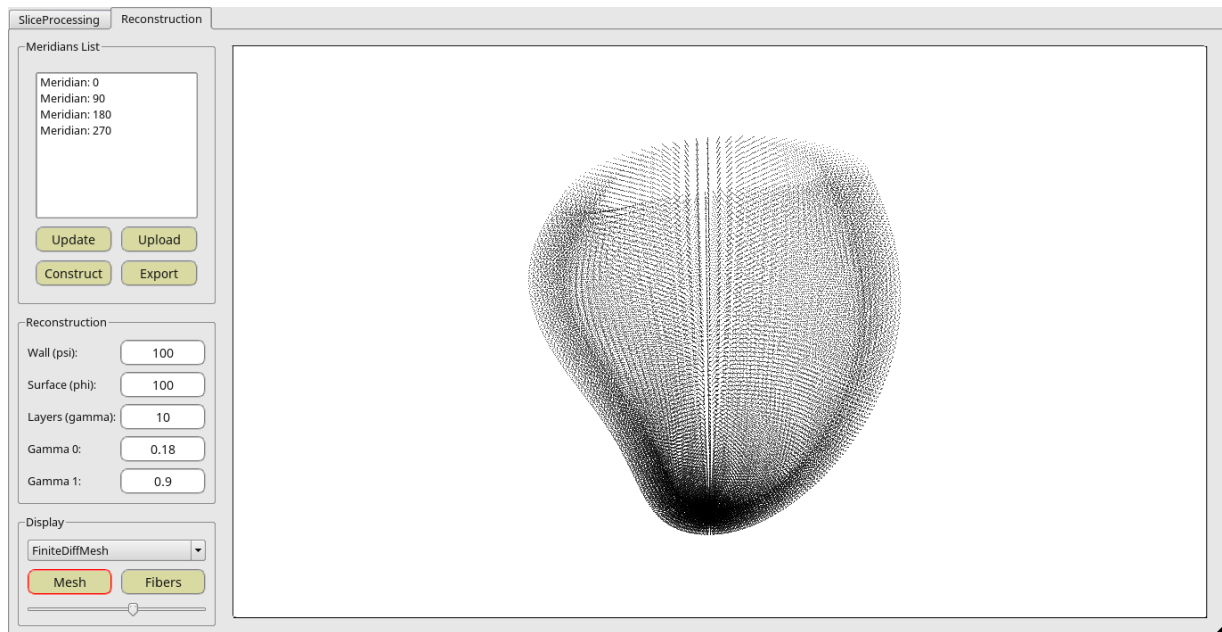 SliceProcessing
Reconstruction
Meridians List
Meridian: 0
Meridian: 90
Meridian: 180
Meridian: 270
Update
Upload
Construct
Export
Reconstruction
Wall (psi): 100
Surface (phi): 100
Layers (gamma): 10
Gamma 0: 0.18
Gamma 1: 0.9
Display
FiniteDiffMesh
Mesh
Fibers